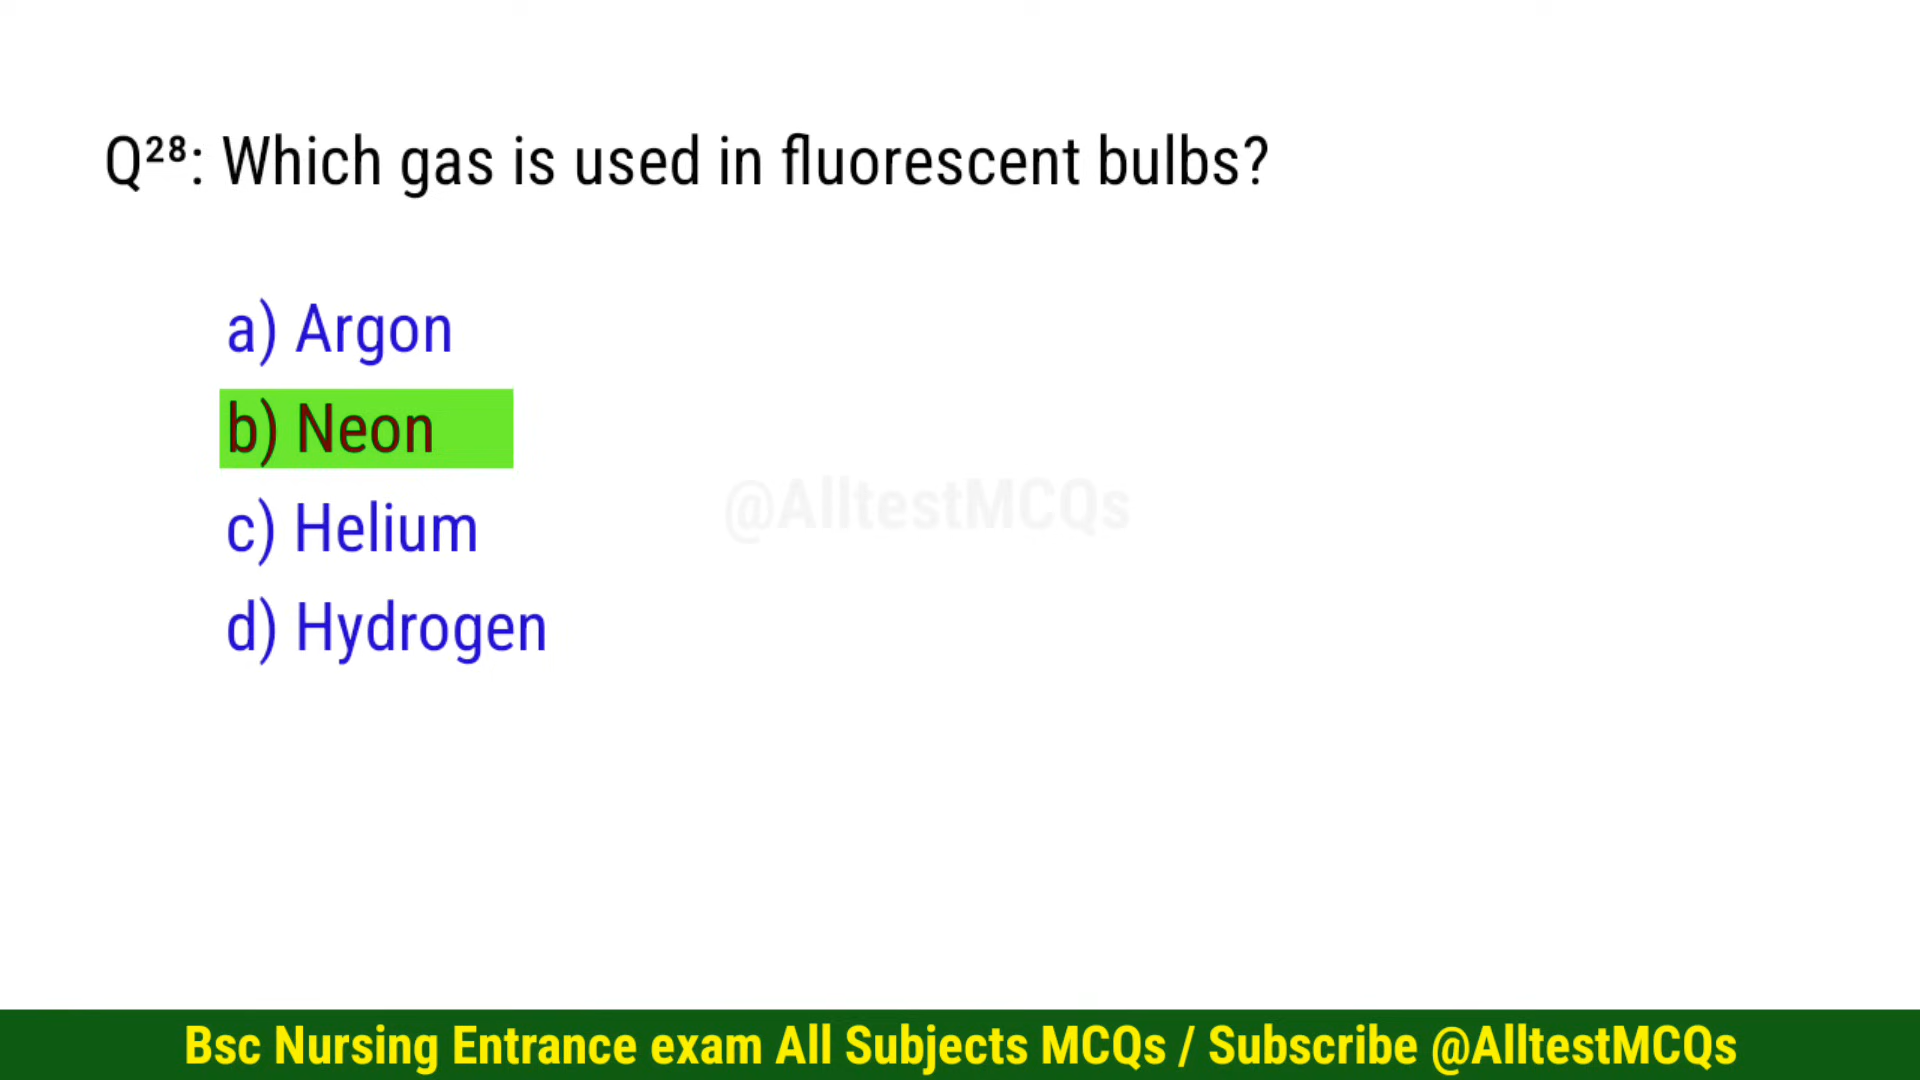 Q²⁸: Which gas is used in fluorescent bulbs?
a) Argon
b) Neon
c) Helium
@AlltestMCQs
d) Hydrogen
Bsc Nursing Entrance exam All Subjects MCQs / Subscribe @AlltestMCQs